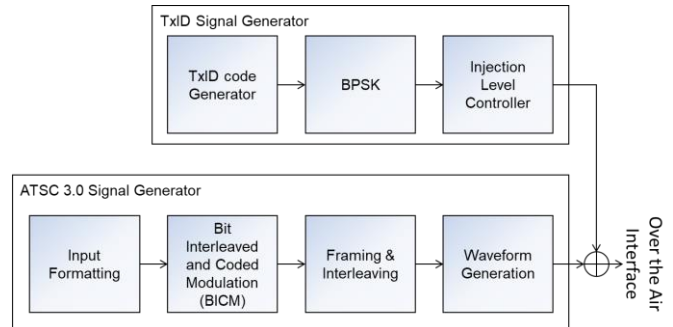 TxID Signal Generator
TxID code
Generator
BPSK
Injection
Level
Controller
ATSC 3.0 Signal Generator
Input
Formatting
Bit
Interleaved
and Coded
Modulation
(BICM)
Framing &
Interleaving
Waveform
Generation
Over the Air
Interface